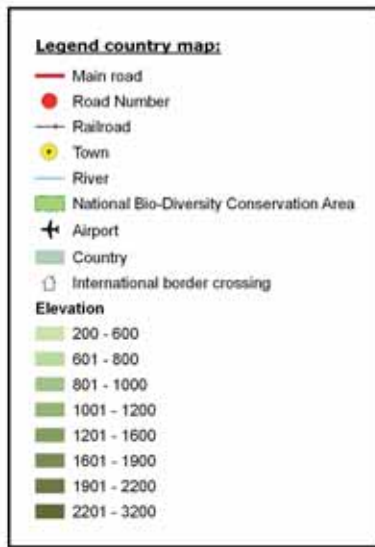 Legend country map:
Main road
Road Number
Railroad
Town
River
National Bio-Diversity Conservation Area
Airport
Country
International border crossing
Elevation
200 - 600
601 - 800
801 - 1000
1001 - 1200
1201 - 1600
1601 - 1900
1901 - 2200
2201 - 3200